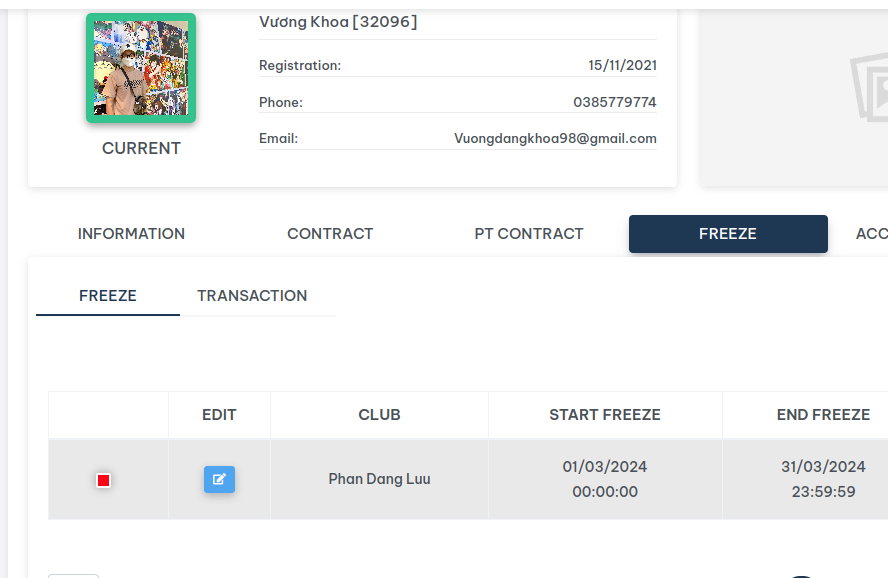 Vương Khoa [32096]
Registration: 15/11/2021
Phone: 0385779774
Email: Vuongdangkhoa98@gmail.com
CURRENT
INFORMATION CONTRACT PT CONTRACT FREEZE ACC
FREEZE TRANSACTION
EDIT CLUB START FREEZE END FREEZE
Phan Dang Luu 01/03/2024 31/03/2024
00:00:00 23:59:59